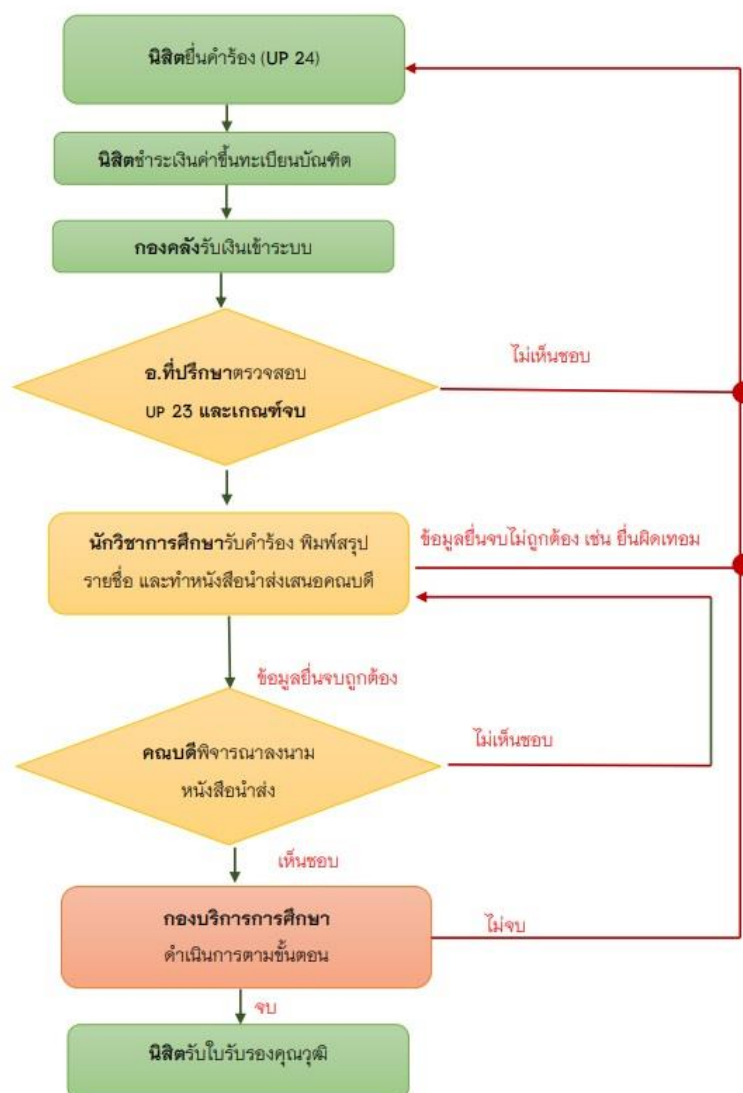 นิสิตยื่นคำร้อง (UP 24)
นิสิตชำระเงินค่าขึ้นทะเบียนบัณฑิต
กองคลังรับเงินเข้าระบบ
ไม่เห็นชอบ
อ.ที่ปรึกษาตรวจสอบ
UP 23 และเกณฑ์จบ
นักวิชาการศึกษารับคำร้อง พิมพ์สรุป
รายชื่อ และทำหนังสือนำส่งเสนอคณบดี
ข้อมูลยื่นจบไม่ถูกต้อง เช่น ยื่นผิดเทอม
ข้อมูลยื่นจบถูกต้อง
คณบดีพิจารณาลงนาม
หนังสือนำส่ง
ไม่เห็นชอบ
เห็นชอบ
กองบริการการศึกษา
ดำเนินการตามขั้นตอน
ไม่จบ
จบ
นิสิตรับใบรับรองคุณวุฒิ